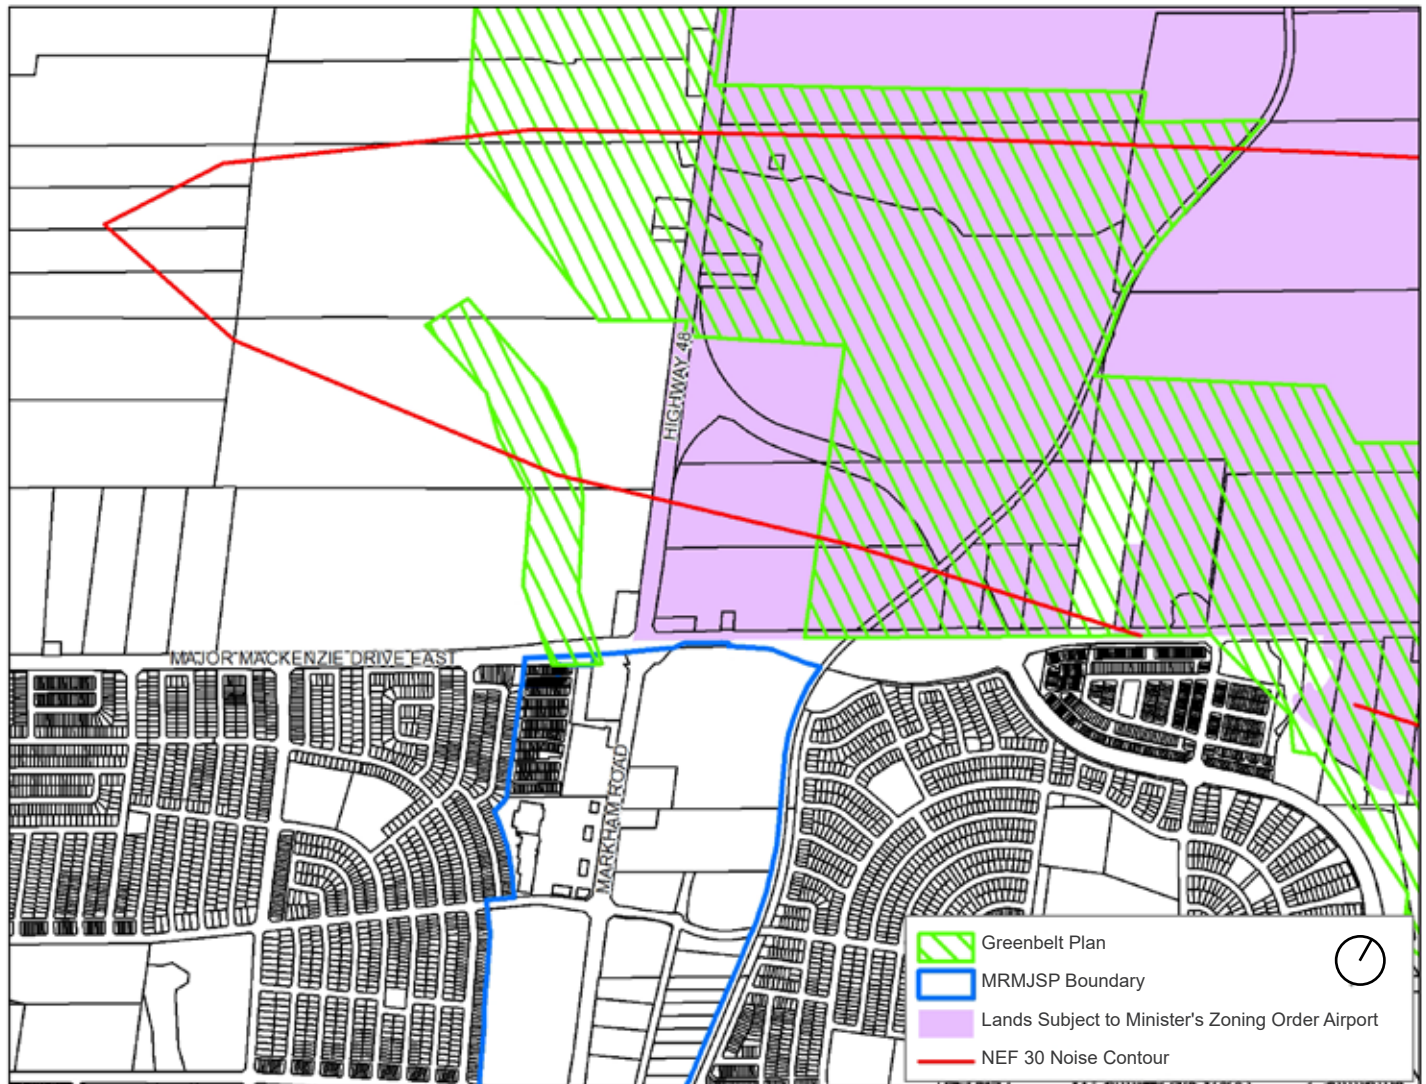 HIGHWAY 48
MAJOR MACKENZIE DRIVE EAST
MARKHAM ROAD
Greenbelt Plan
MRMJSP Boundary
Lands Subject to Minister's Zoning Order Airport
NEF 30 Noise Contour